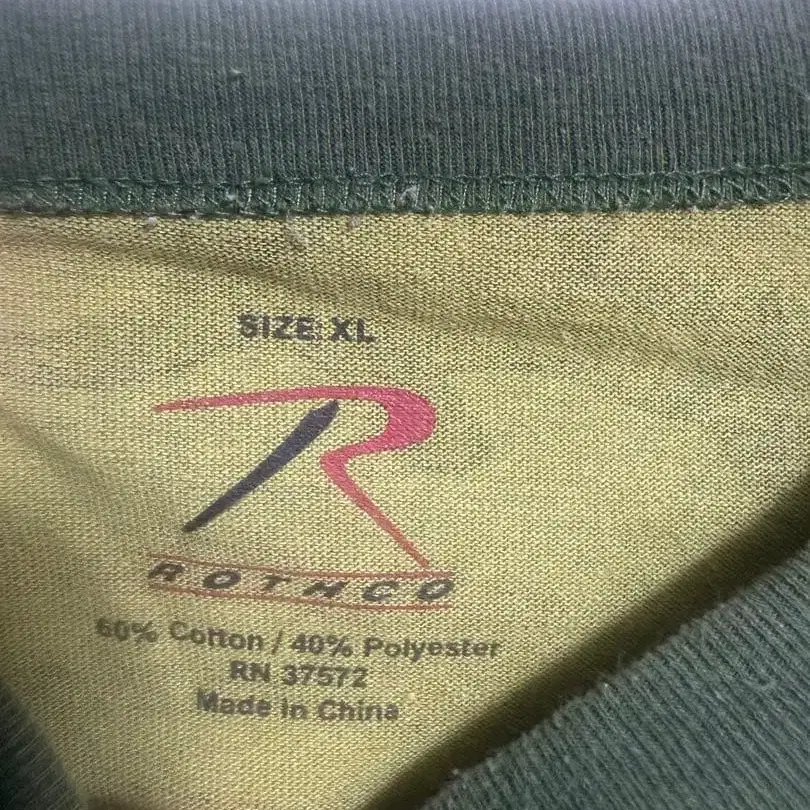 SIZE: XL
ROTHCO
60% Cotton / 40% Polyester
RN 37572
Made in China